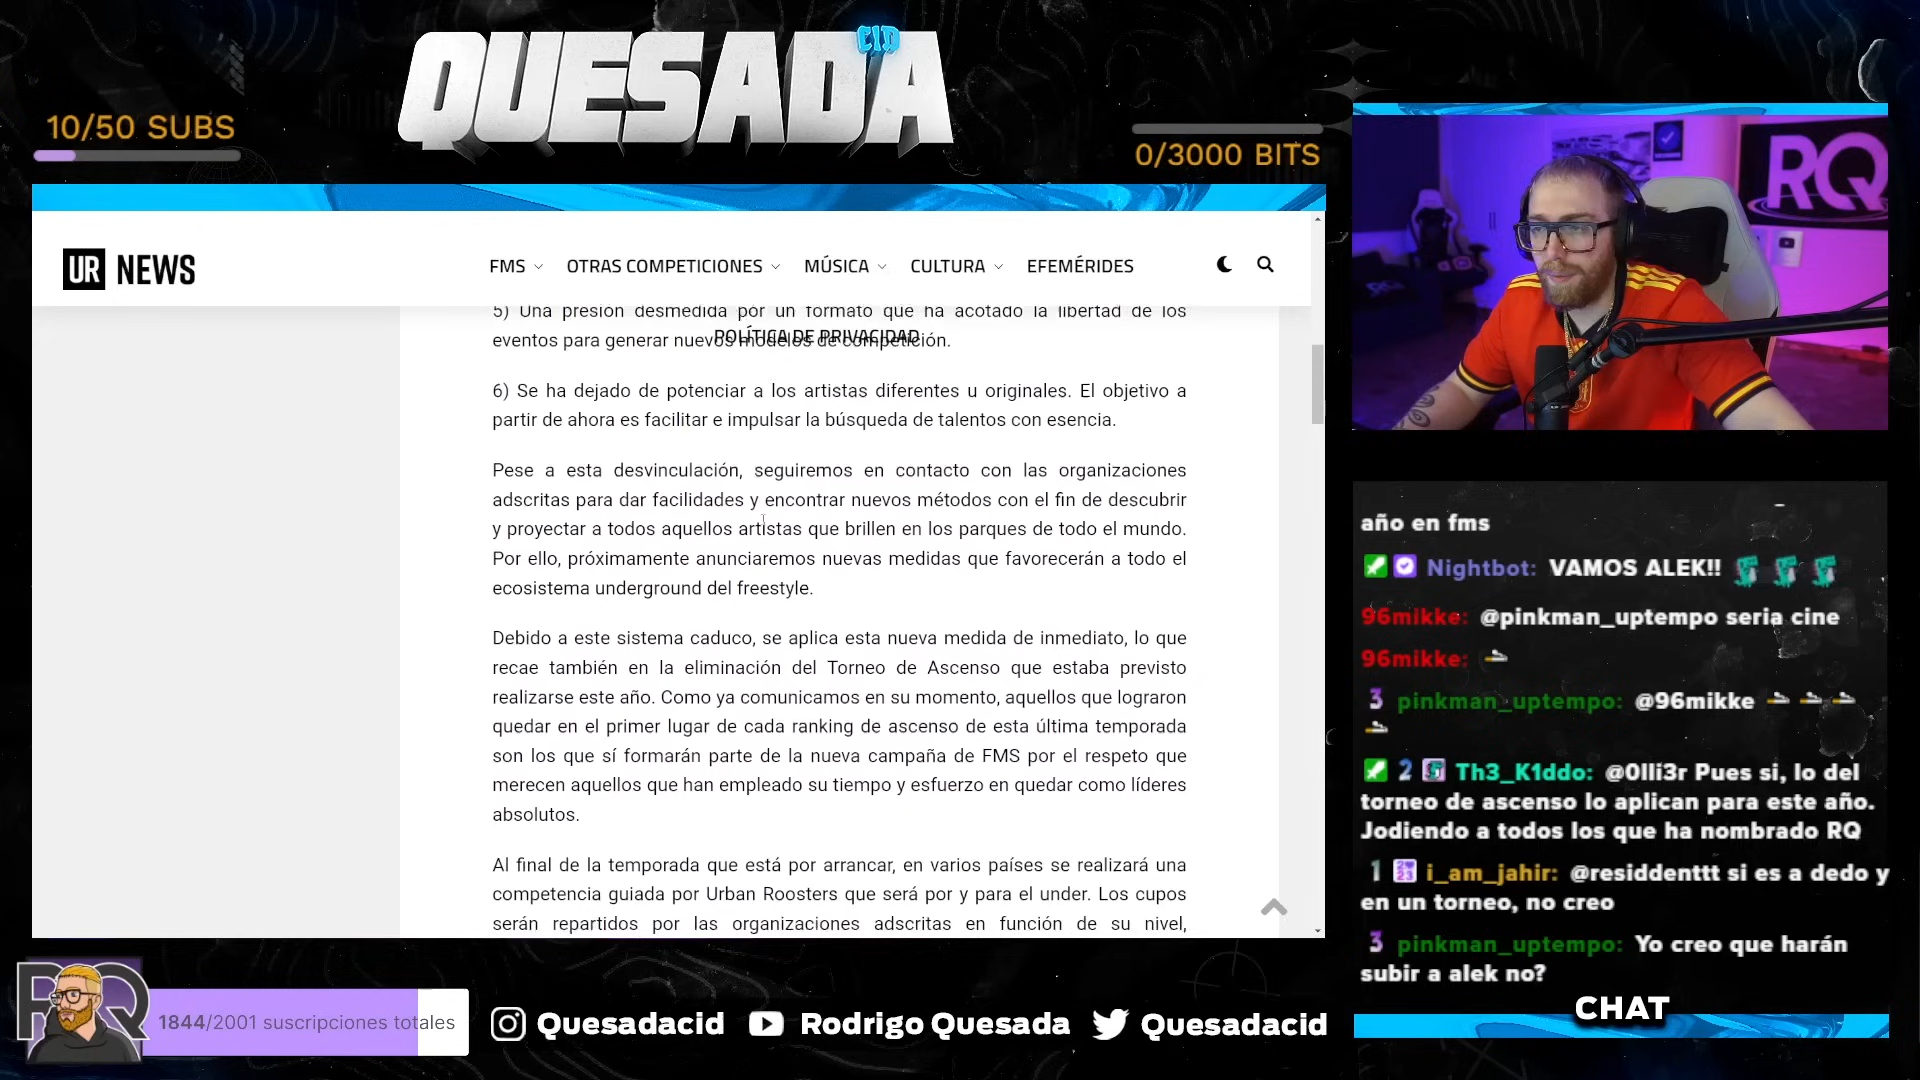 QUESADA
CID
10/50 SUBS
0/3000 BITS
RQ
UR NEWS
FMS
OTRAS COMPETICIONES
MÚSICA
CULTURA
EFEMÉRIDES
POLÍTICA DE PRIVACIDAD
5) Una presión desmedida por un formato que ha acotado la libertad de los
eventos para generar nuevos modelos de competición.
6) Se ha dejado de potenciar a los artistas diferentes u originales. El objetivo a
partir de ahora es facilitar e impulsar la búsqueda de talentos con esencia.
Pese a esta desvinculación, seguiremos en contacto con las organizaciones
adscritas para dar facilidades y encontrar nuevos métodos con el fin de descubrir
y proyectar a todos aquellos artistas que brillen en los parques de todo el mundo.
Por ello, próximamente anunciaremos nuevas medidas que favorecerán a todo el
ecosistema underground del freestyle.
Debido a este sistema caduco, se aplica esta nueva medida de inmediato, lo que
recae también en la eliminación del Torneo de Ascenso que estaba previsto
realizarse este año. Como ya comunicamos en su momento, aquellos que lograron
quedar en el primer lugar de cada ranking de ascenso de esta última temporada
son los que sí formarán parte de la nueva campaña de FMS por el respeto que
merecen aquellos que han empleado su tiempo y esfuerzo en quedar como líderes
absolutos.
Al final de la temporada que está por arrancar, en varios países se realizará una
competencia guiada por Urban Roosters que será por y para el under. Los cupos
serán repartidos por las organizaciones adscritas en función de su nivel,
año en fms
Nightbot: VAMOS ALEK!!
96mikke: @pinkman_uptempo seria cine
96mikke:
3 pinkman_uptempo: @96mikke
2 Th3_K1ddo: @0lli3r Pues si, lo del
torneo de ascenso lo aplican para este año.
Jodiendo a todos los que ha nombrado RQ
1 i_am_jahir: @residdenttt si es a dedo y
en un torneo, no creo
3 pinkman_uptempo: Yo creo que harán
subir a alek no?
CHAT
RQ
1844/2001 suscripciones totales
Quesadacid
Rodrigo Quesada
Quesadacid